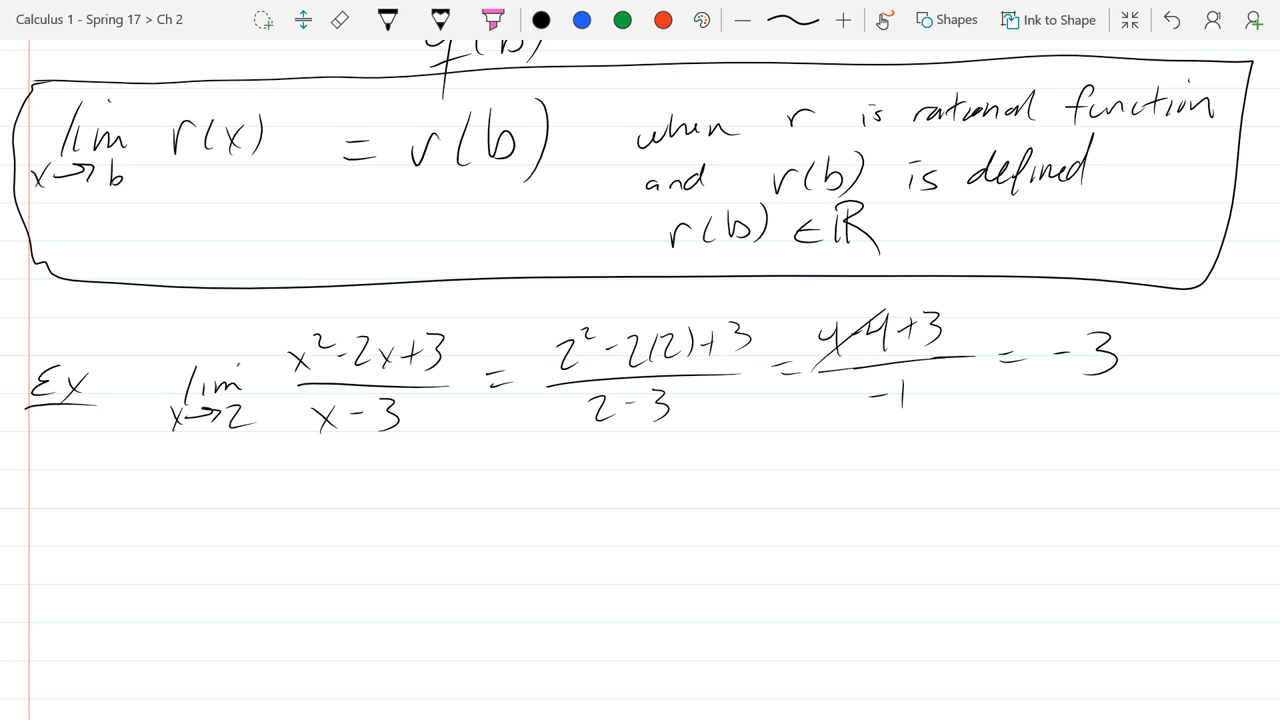 Calculus 1 - Spring 17 > Ch 2
Shapes
Ink to Shape
q(b)
lim x→b r(x) = r(b) when r is rational function
and r(b) is defined
r(b) ∈ ℝ
Ex lim x→2 (x² - 2x + 3)/(x - 3) = (2² - 2(2) + 3)/(2 - 3) = (4 - 4 + 3)/(-1) = -3